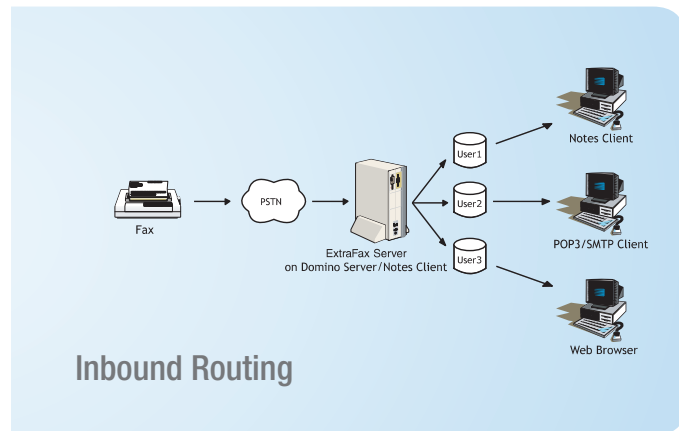 Notes Client
User1
User2
PSTN
Fax
POP3/SMTP Client
ExtraFax Server
on Domino Server/Notes Client
User3
Web Browser
Inbound Routing